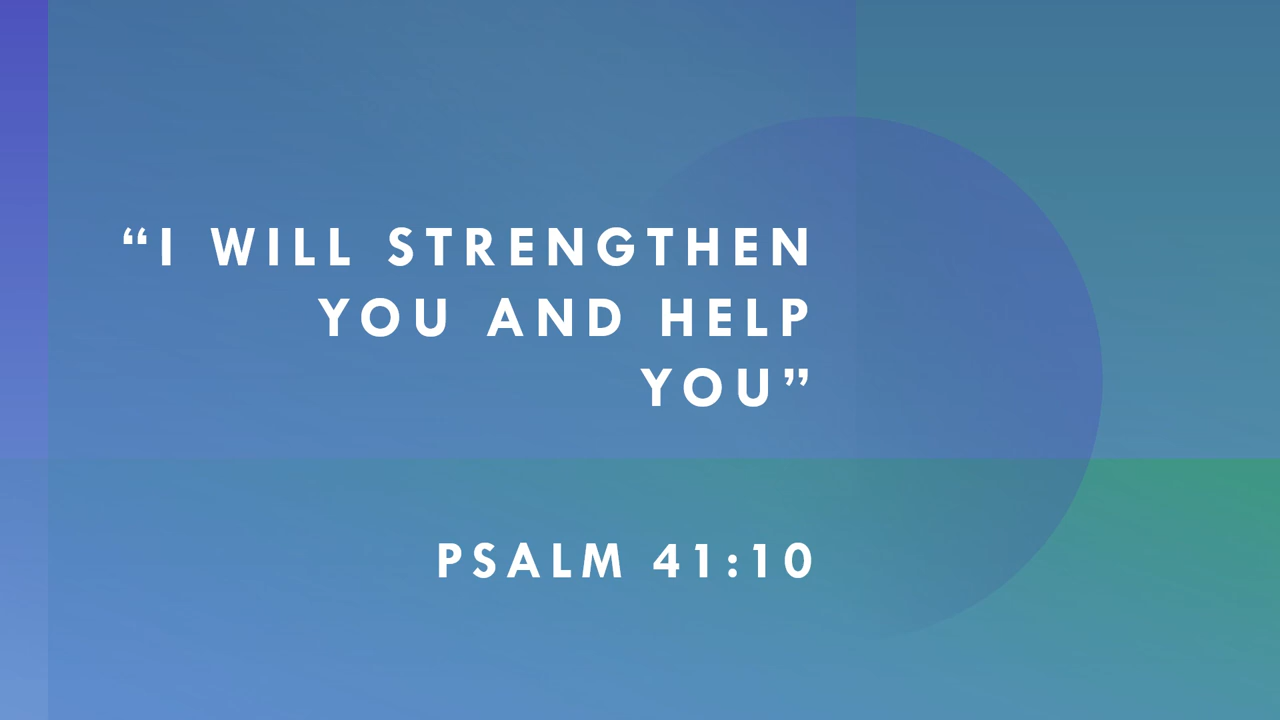 “I WILL STRENGTHEN
YOU AND HELP
YOU”
PSALM 41:10